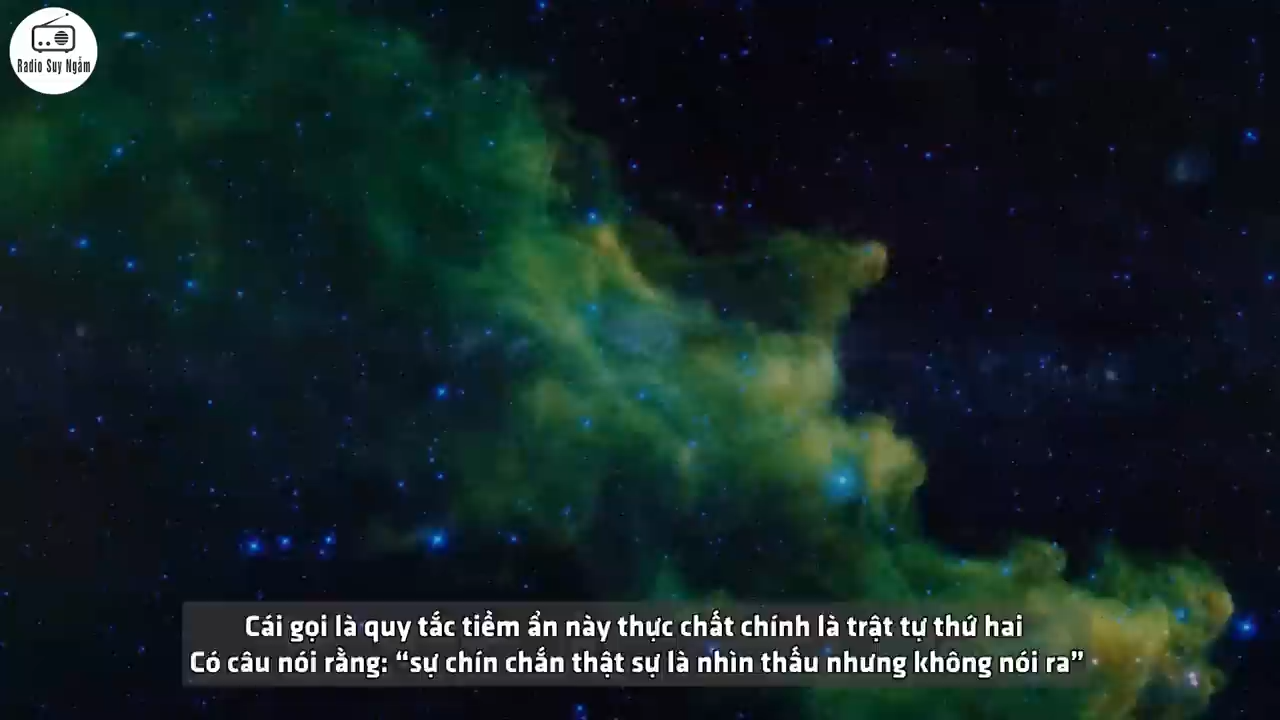 Radio Suy Ngẫm
Cái gọi là quy tắc tiềm ẩn này thực chất chính là trật tự thứ hai
Có câu nói rằng: “sự chín chắn thật sự là nhìn thấu nhưng không nói ra”